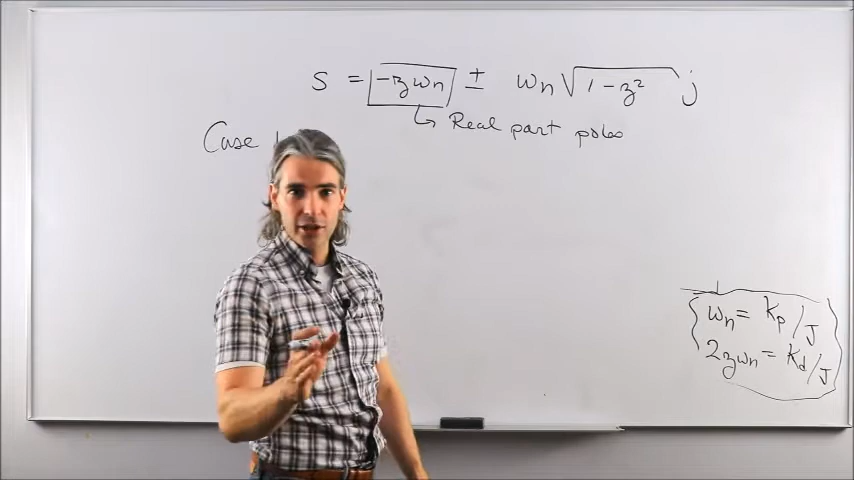 S = -ζωn ± ωn√1-ζ² j
Real part poles
Case
ωn = Kp/J
2ζωn = Kd/J